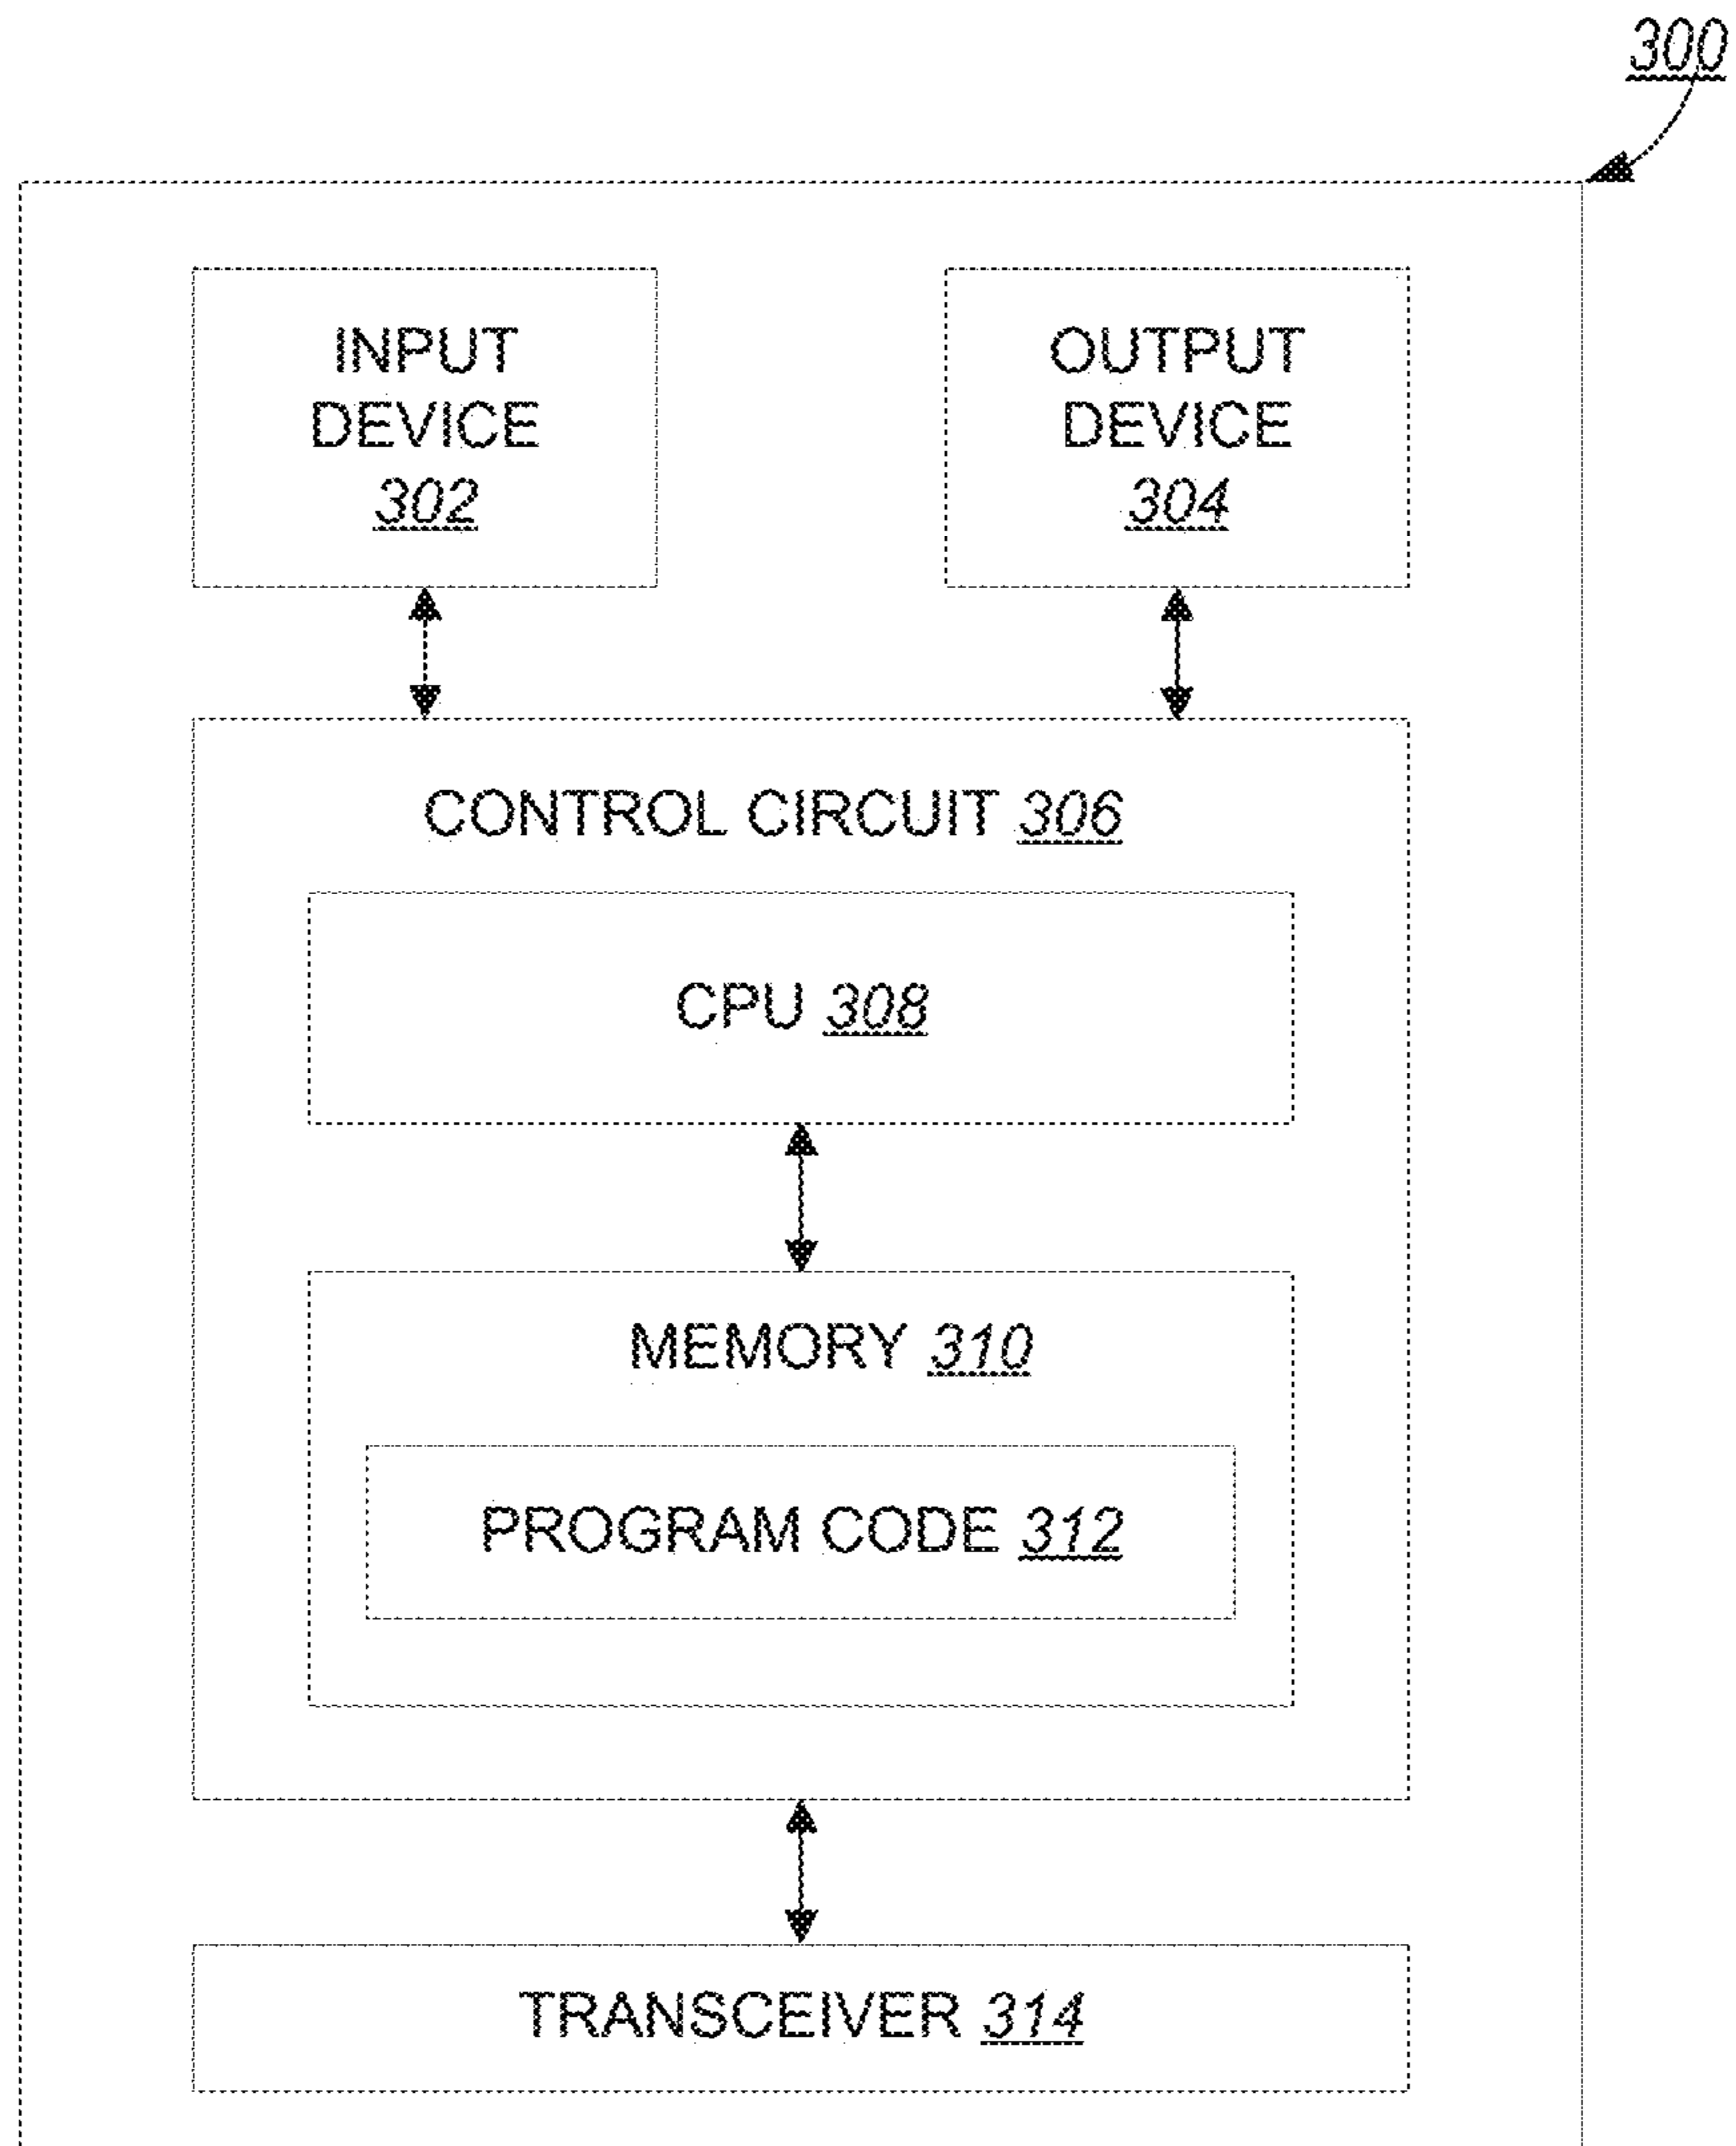 300
INPUT
DEVICE
302
OUTPUT
DEVICE
304
CONTROL CIRCUIT 306
CPU 308
MEMORY 310
PROGRAM CODE 312
TRANSCEIVER 314